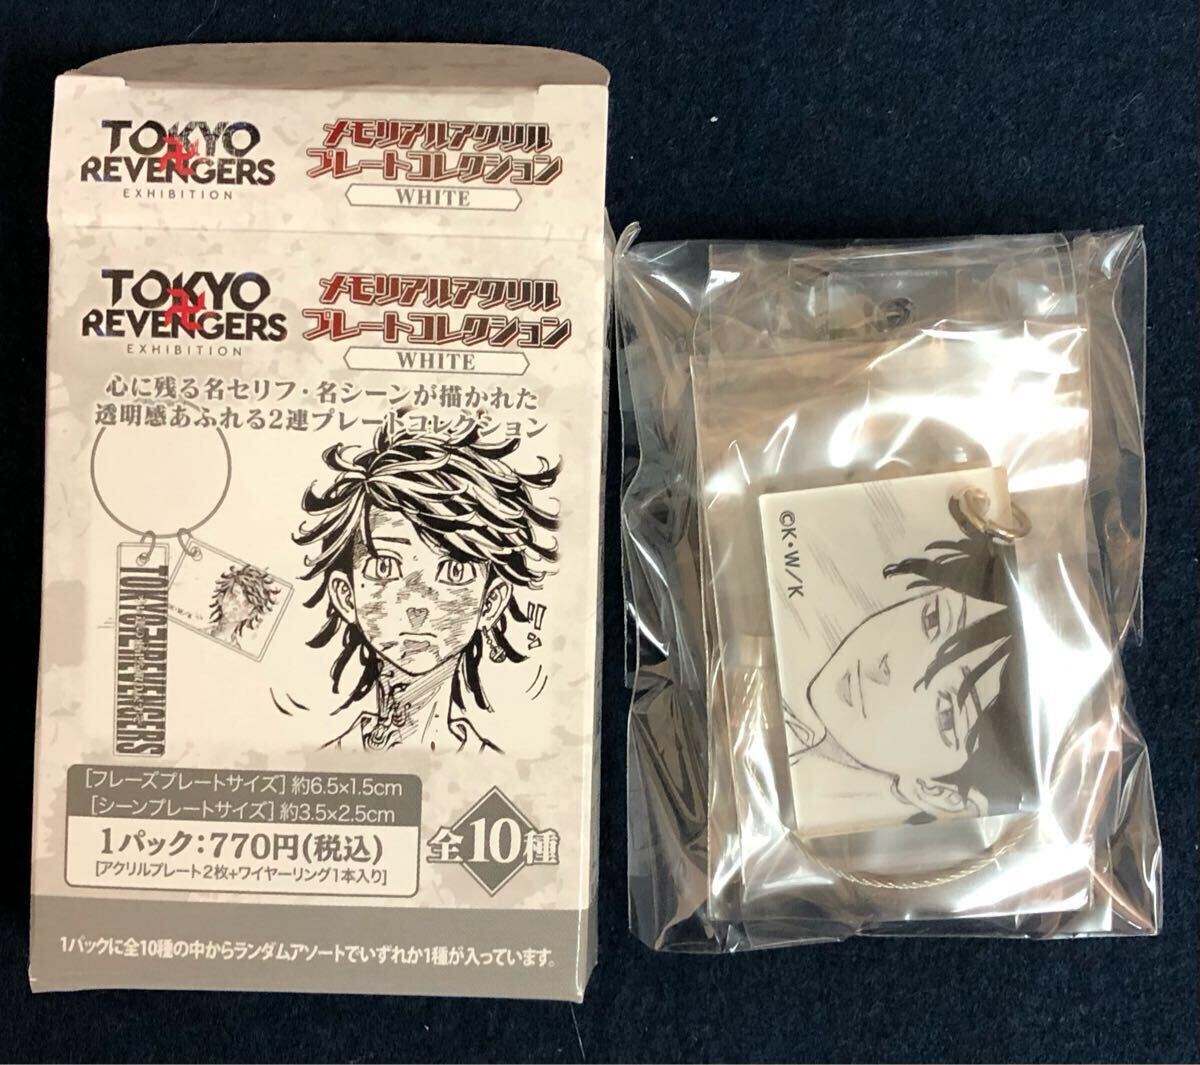 TOKYO
REVENGERS
EXHIBITION
メモリアルアクリル
プレートコレクション
WHITE
TOKYO
REVENGERS
EXHIBITION
メモリアルアクリル
プレートコレクション
WHITE
心に残る名セリフ・名シーンが描かれた
透明感あふれる2連プレートコレクション
[フレーズプレートサイズ]約6.5×1.5cm
[シーンプレートサイズ]約3.5×2.5cm
1パック:770円(税込)
[アクリルプレート2枚+ワイヤーリング1本入り]
全10種
1パックに全10種の中からランダムアソートでいずれか1種が入っています。
©K・W/K